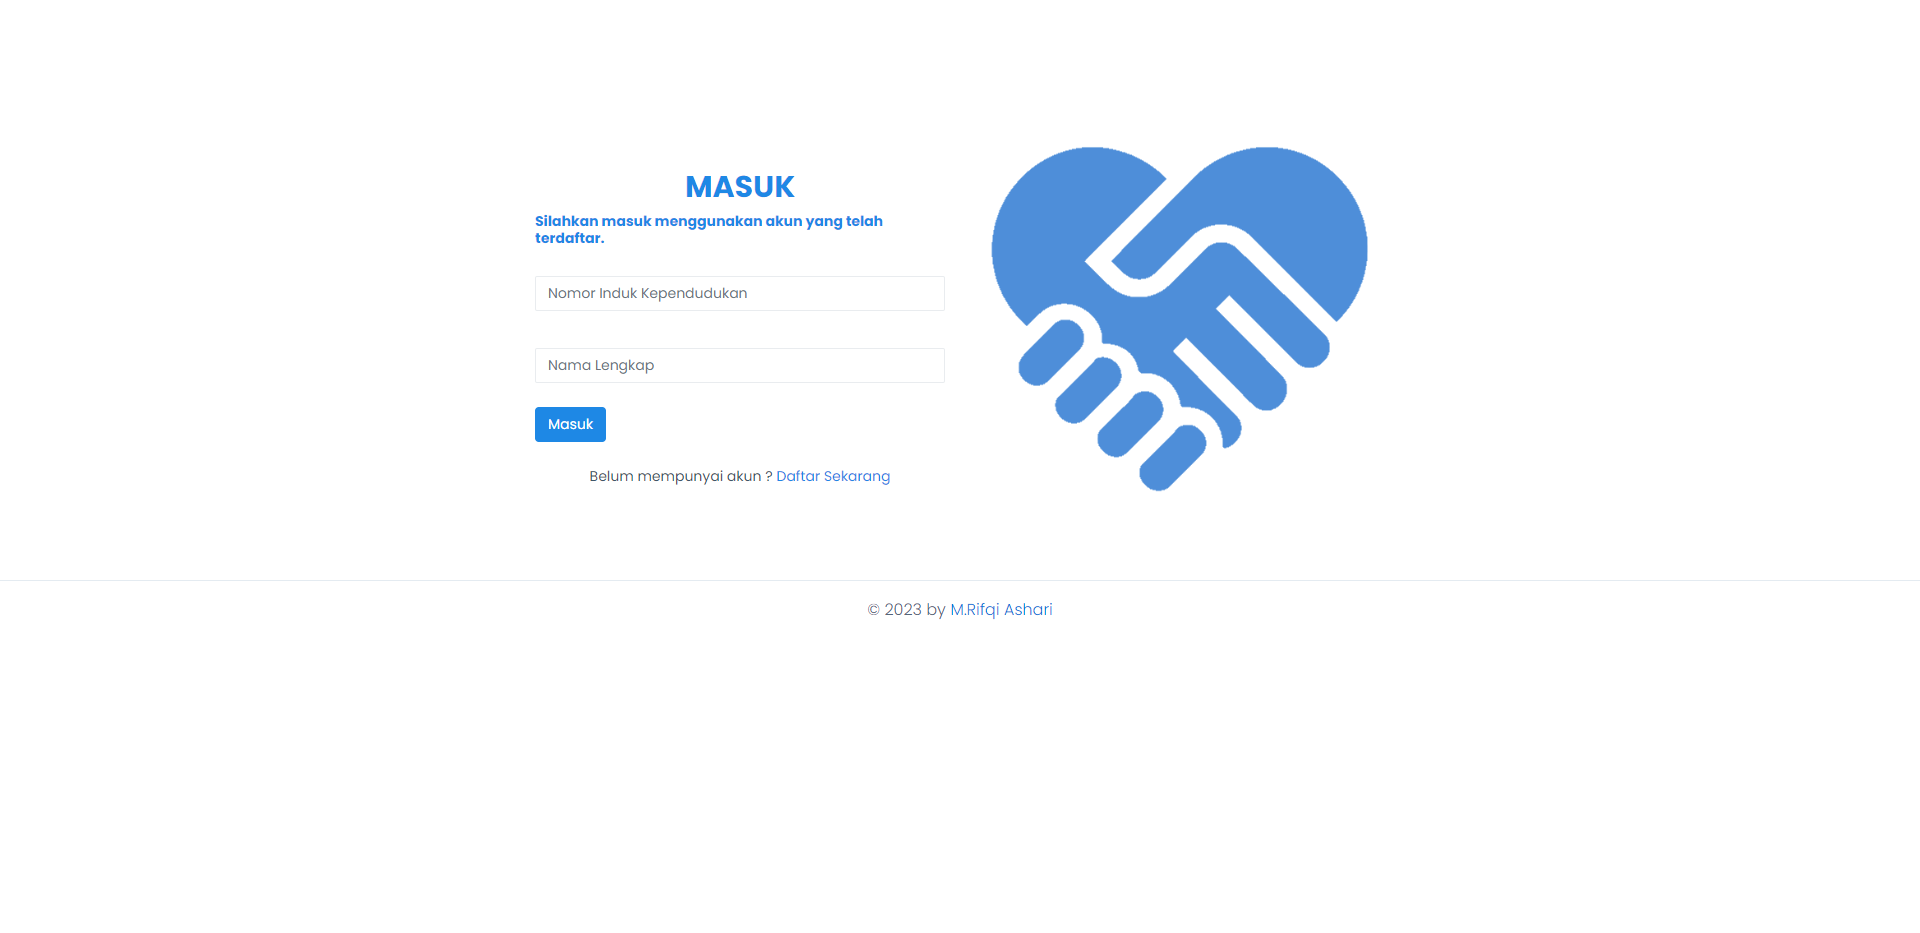 MASUK
Silahkan masuk menggunakan akun yang telah
terdaftar.
Nomor Induk Kependudukan
Nama Lengkap
Masuk
Belum mempunyai akun ? Daftar Sekarang
© 2023 by M.Rifqi Ashari